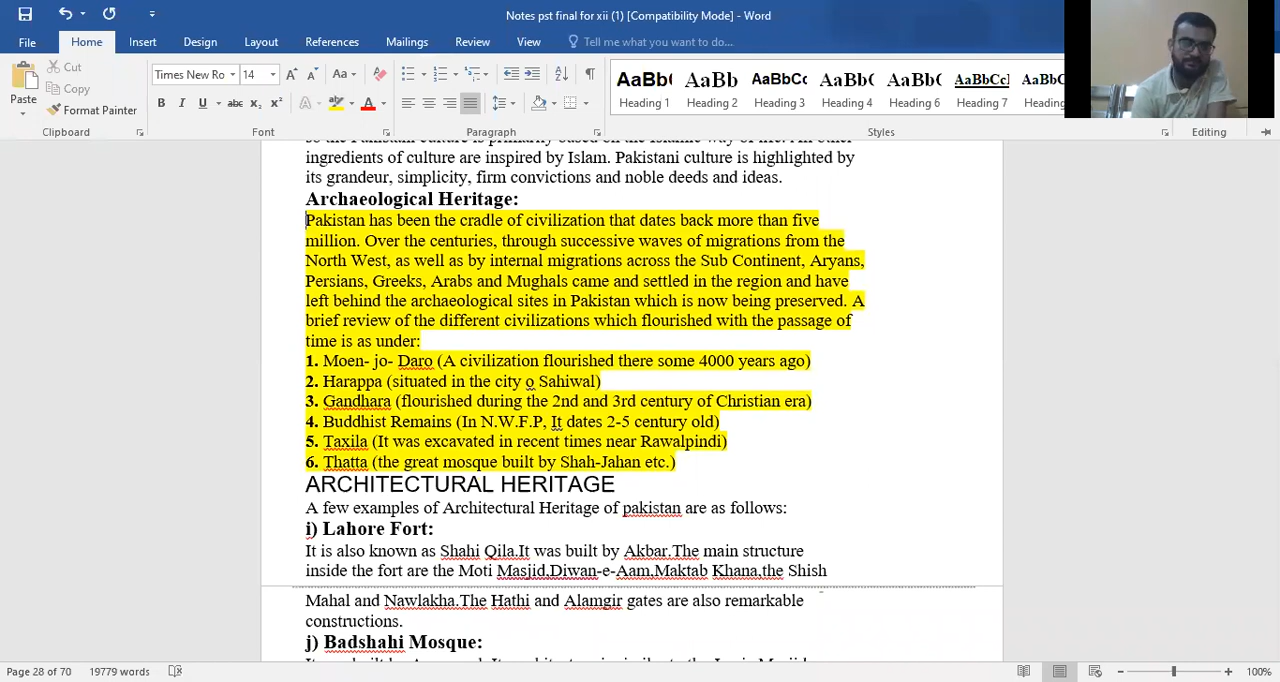 Notes pst final for xii (1) [Compatibility Mode] - Word
File Home Insert Design Layout References Mailings Review View Tell me what you want to do...
Paste Cut Copy Format Painter
Clipboard
Times New Ro 14
Font
Paragraph
AaBb( Heading 1
AaBb Heading 2
AaBbCc Heading 3
AaBb( Heading 4
AaBb Heading 6
AaBbCcI Heading 7
AaBbC Heading
Styles
Editing
ingredients of culture are inspired by Islam. Pakistani culture is highlighted by
its grandeur, simplicity, firm convictions and noble deeds and ideas.
Archaeological Heritage:
Pakistan has been the cradle of civilization that dates back more than five
million. Over the centuries, through successive waves of migrations from the
North West, as well as by internal migrations across the Sub Continent, Aryans,
Persians, Greeks, Arabs and Mughals came and settled in the region and have
left behind the archaeological sites in Pakistan which is now being preserved. A
brief review of the different civilizations which flourished with the passage of
time is as under:
1. Moen- jo- Daro (A civilization flourished there some 4000 years ago)
2. Harappa (situated in the city o Sahiwal)
3. Gandhara (flourished during the 2nd and 3rd century of Christian era)
4. Buddhist Remains (In N.W.F.P, It dates 2-5 century old)
5. Taxila (It was excavated in recent times near Rawalpindi)
6. Thatta (the great mosque built by Shah-Jahan etc.)
ARCHITECTURAL HERITAGE
A few examples of Architectural Heritage of pakistan are as follows:
i) Lahore Fort:
It is also known as Shahi Qila.It was built by Akbar.The main structure
inside the fort are the Moti Masjid,Diwan-e-Aam,Maktab Khana,the Shish
Mahal and Nawlakha.The Hathi and Alamgir gates are also remarkable
constructions.
j) Badshahi Mosque:
Page 28 of 70 19779 words 100%